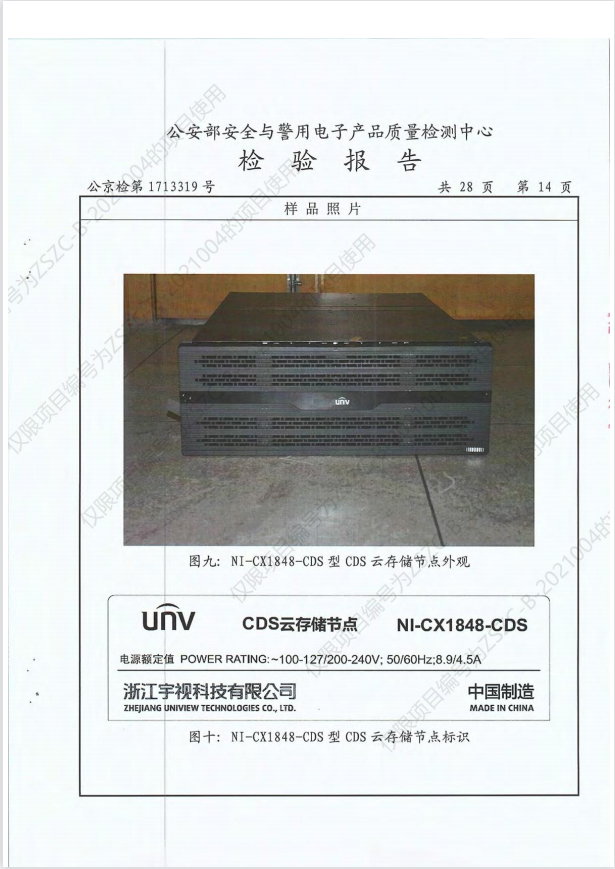 公安部安全与警用电子产品质量检测中心
检 验 报 告
公京检第 1713319 号 共 28 页 第 14 页
样 品 照 片
unv
图九: NI-CX1848-CDS 型 CDS 云存储节点外观
unv CDS云存储节点 NI-CX1848-CDS
电源额定值 POWER RATING:~100-127/200-240V; 50/60Hz;8.9/4.5A
浙江宇视科技有限公司 中国制造
ZHEJIANG UNIVIEW TECHNOLOGIES CO., LTD. MADE IN CHINA
图十: NI-CX1848-CDS 型 CDS 云存储节点标识
仅限项目编号为ZSZC-B-2021004的项目使用